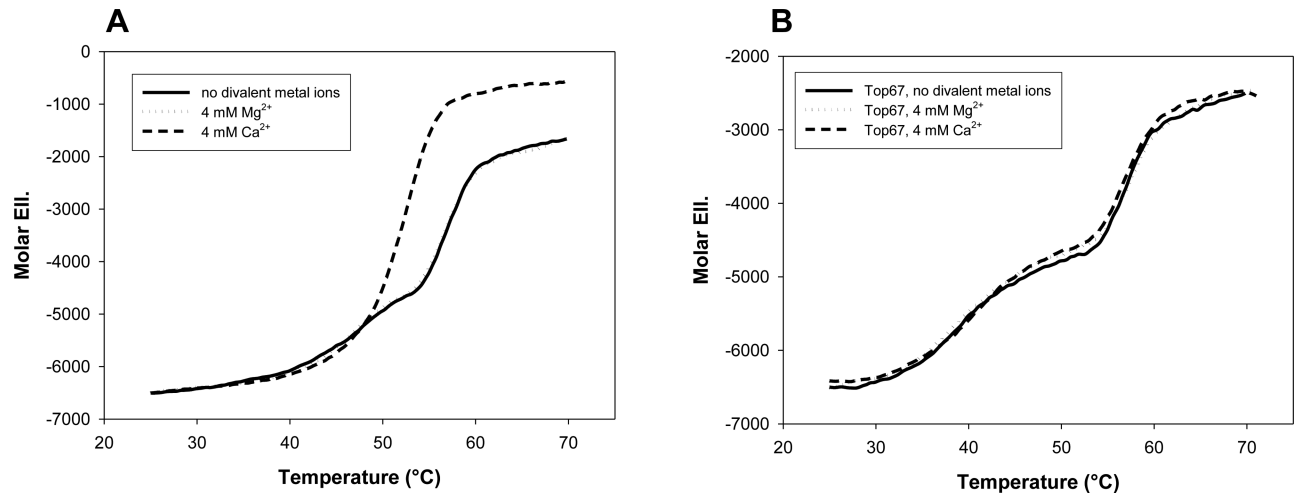 A
Molar Ell.
0
-1000
-2000
-3000
-4000
-5000
-6000
-7000
no divalent metal ions
4 mM Mg²⁺
4 mM Ca²⁺
20 30 40 50 60 70
Temperature (°C)
B
Molar Ell.
-2000
-3000
-4000
-5000
-6000
-7000
Top67, no divalent metal ions
Top67, 4 mM Mg²⁺
Top67, 4 mM Ca²⁺
20 30 40 50 60 70
Temperature (°C)